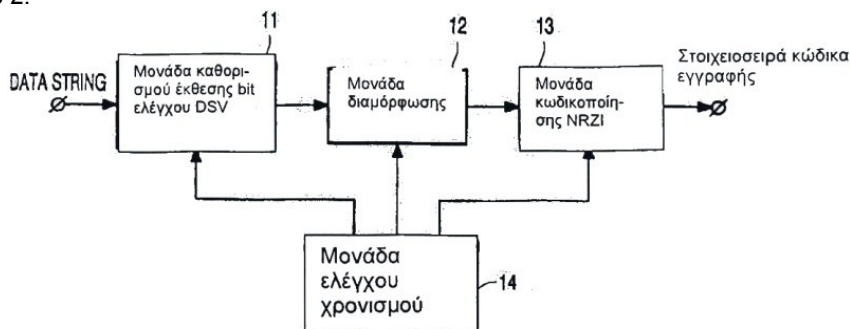 2.
11
12
13
DATA STRING
Μονάδα καθορι-
σμού έκθεσης bit
ελέγχου DSV
Μονάδα
διαμόρφωσης
Μονάδα
κωδικοποίη-
σης NRZI
Στοιχειοσειρά κώδικα
εγγραφής
Μονάδα
ελέγχου
χρονισμού
14